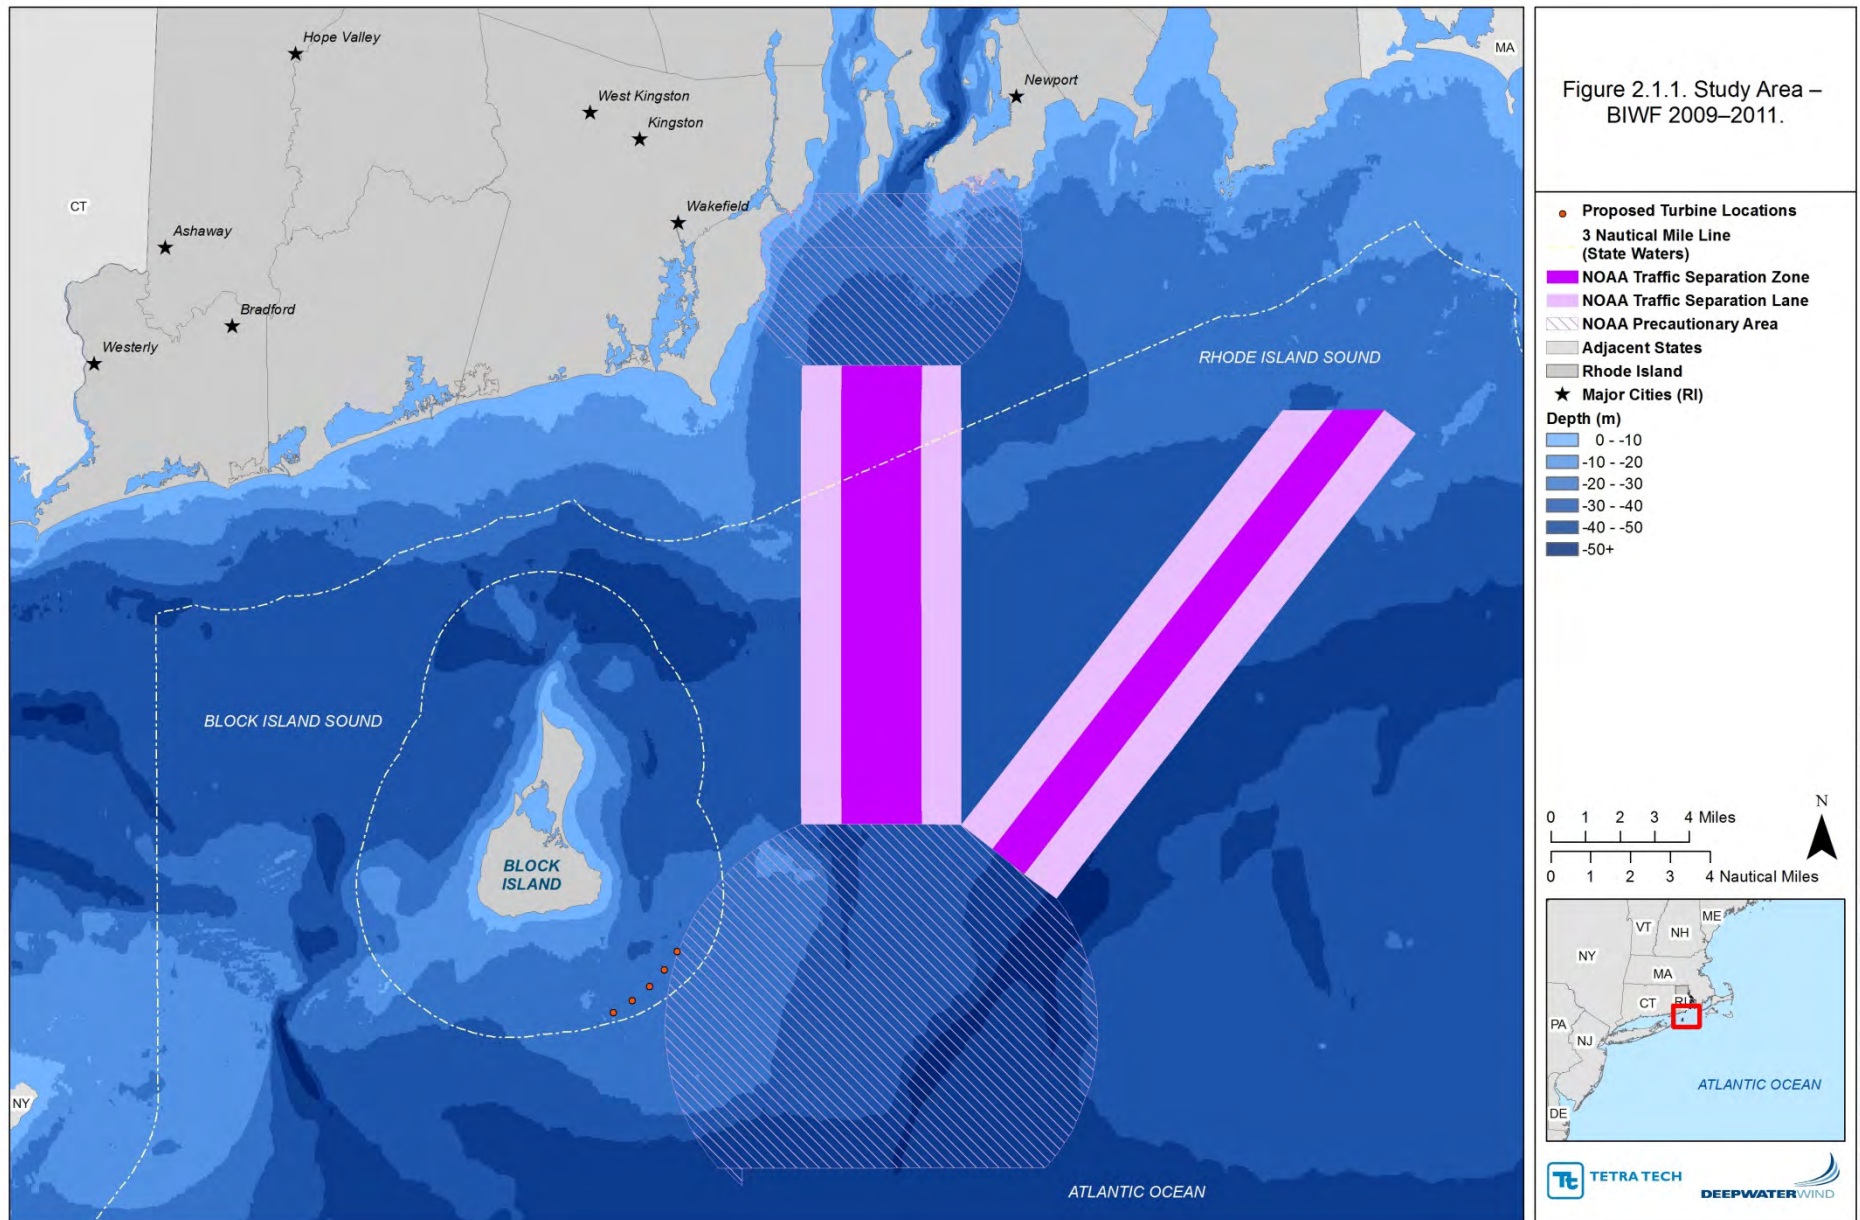 Hope Valley
West Kingston
Kingston
Newport
MA
CT
Wakefield
Ashaway
Bradford
Westerly
RHODE ISLAND SOUND
BLOCK ISLAND SOUND
BLOCK
ISLAND
NY
ATLANTIC OCEAN
Figure 2.1.1. Study Area –
BIWF 2009–2011.
Proposed Turbine Locations
3 Nautical Mile Line
(State Waters)
NOAA Traffic Separation Zone
NOAA Traffic Separation Lane
NOAA Precautionary Area
Adjacent States
Rhode Island
Major Cities (RI)
Depth (m)
0 - -10
-10 - -20
-20 - -30
-30 - -40
-40 - -50
-50+
N
0 1 2 3 4 Miles
0 1 2 3 4 Nautical Miles
ME
VT
NH
NY
MA
CT
RI
PA
NJ
ATLANTIC OCEAN
DE
Tt TETRA TECH
DEEPWATER WIND